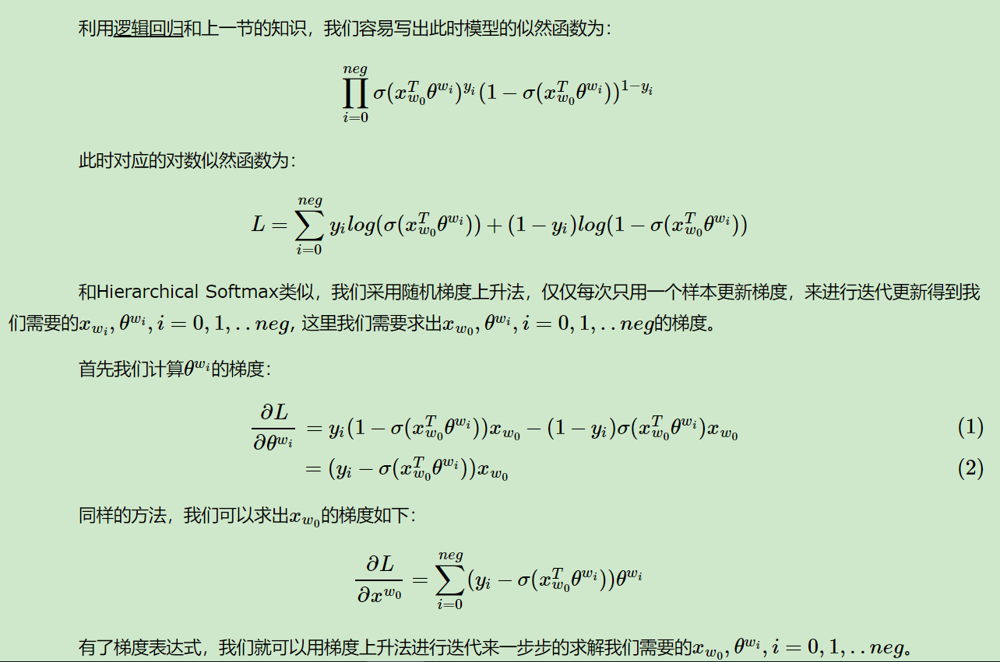 利用逻辑回归和上一节的知识，我们容易写出此时模型的似然函数为：
$$\prod_{i=0}^{neg} \sigma(x_{w_0}^T\theta^{w_i})^{y_i}(1-\sigma(x_{w_0}^T\theta^{w_i}))^{1-y_i}$$
此时对应的对数似然函数为：
$$L = \sum_{i=0}^{neg} y_i log(\sigma(x_{w_0}^T\theta^{w_i})) + (1-y_i) log(1-\sigma(x_{w_0}^T\theta^{w_i}))$$
和Hierarchical Softmax类似，我们采用随机梯度上升法，仅仅每次只用一个样本更新梯度，来进行迭代更新得到我
们需要的$x_{w_i}, \theta^{w_i}, i=0,1,..neg$, 这里我们需要求出$x_{w_0}, \theta^{w_i}, i=0,1,..neg$的梯度。
首先我们计算$\theta^{w_i}$的梯度：
$$\frac{\partial L}{\partial \theta^{w_i}} = y_i(1-\sigma(x_{w_0}^T\theta^{w_i}))x_{w_0} - (1-y_i)\sigma(x_{w_0}^T\theta^{w_i})x_{w_0} \quad (1)$$
$$= (y_i - \sigma(x_{w_0}^T\theta^{w_i}))x_{w_0} \quad (2)$$
同样的方法，我们可以求出$x_{w_0}$的梯度如下：
$$\frac{\partial L}{\partial x^{w_0}} = \sum_{i=0}^{neg}(y_i - \sigma(x_{w_0}^T\theta^{w_i}))\theta^{w_i}$$
有了梯度表达式，我们就可以用梯度上升法进行迭代来一步步的求解我们需要的$x_{w_0}, \theta^{w_i}, i=0,1,..neg$。